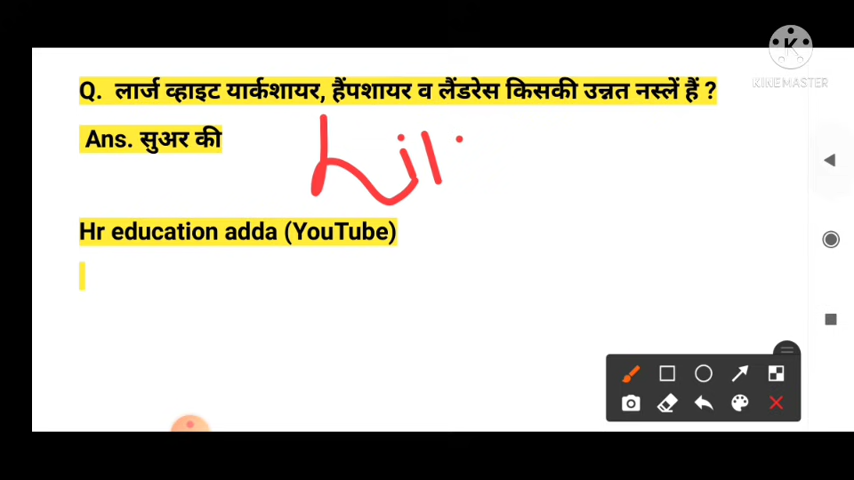 KINEMASTER
Q. लार्ज व्हाइट यार्कशायर, हैंपशायर व लैंडरेस किसकी उन्नत नस्लें हैं ?
Ans. सुअर की
Hr education adda (YouTube)